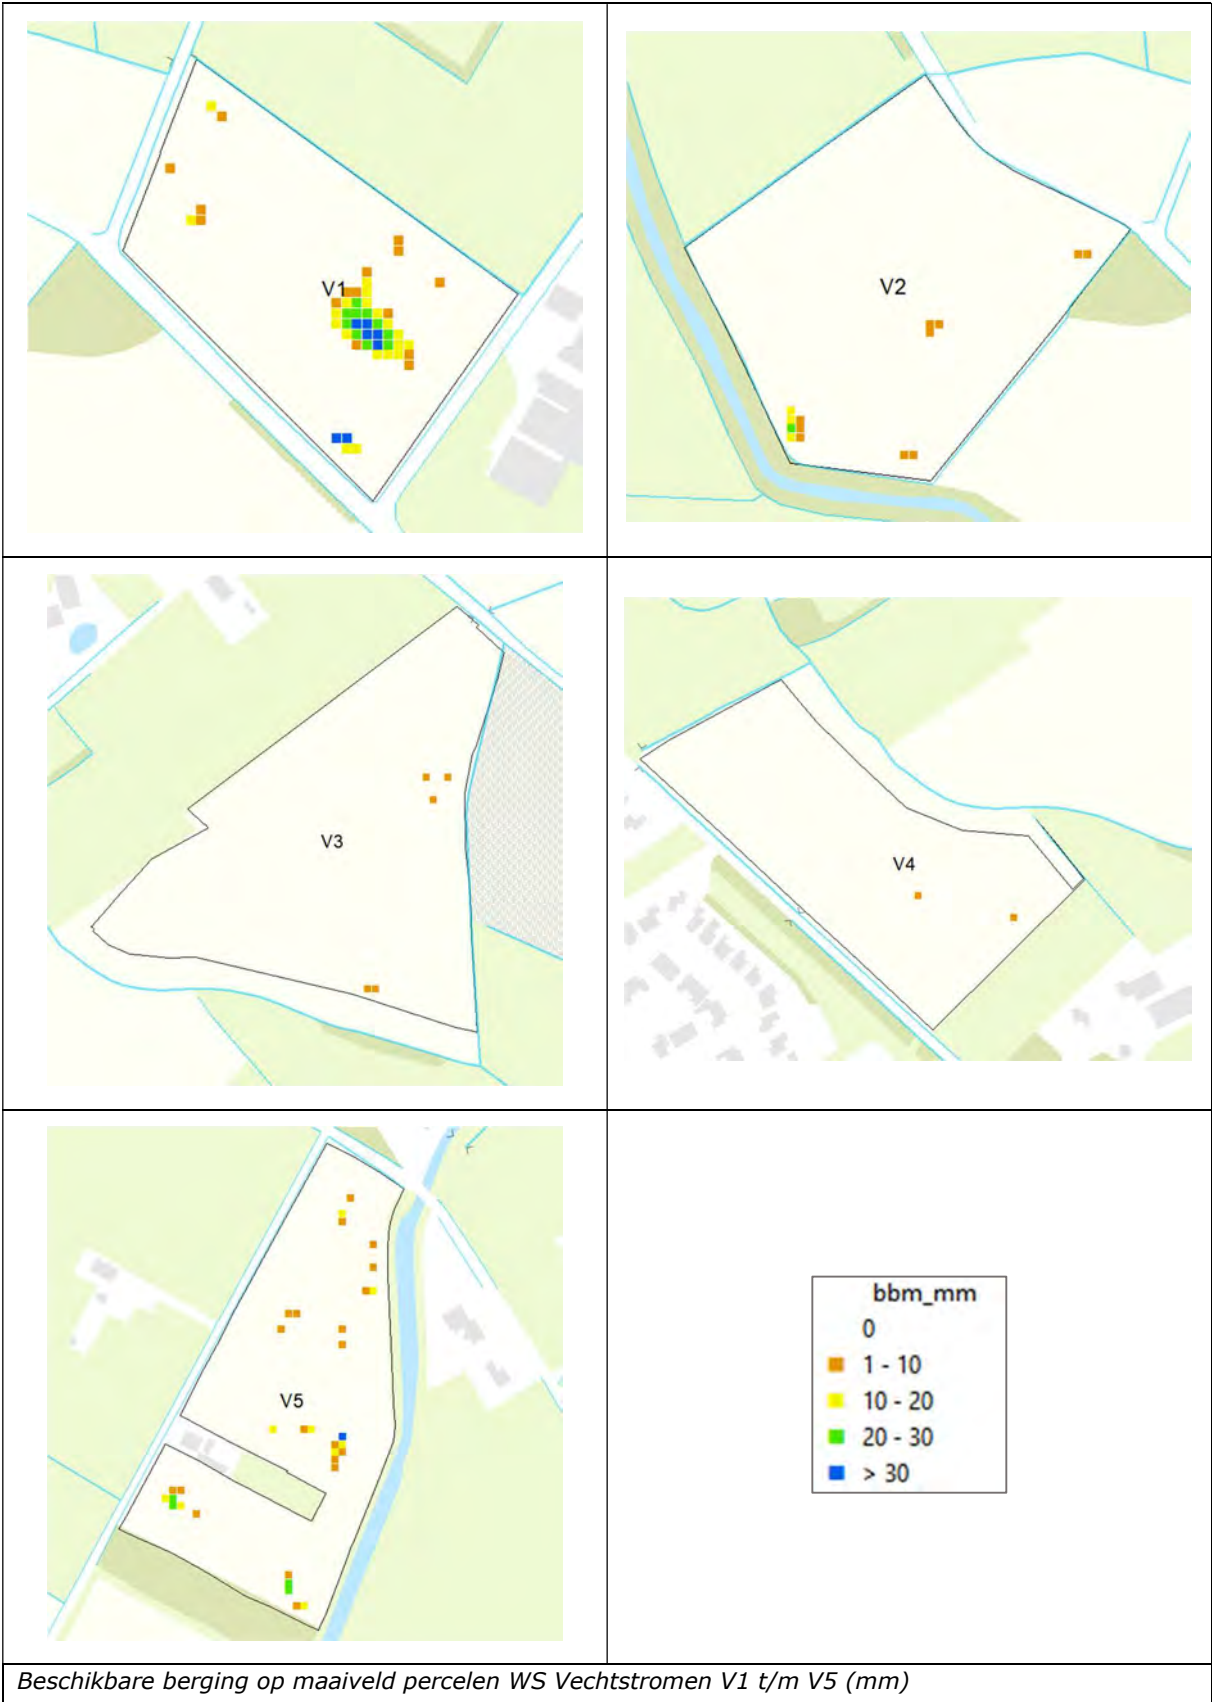 V1
V2
V3
V4
V5
bbm_mm
0
1 - 10
10 - 20
20 - 30
> 30
Beschikbare berging op maaiveld percelen WS Vechtstromen V1 t/m V5 (mm)